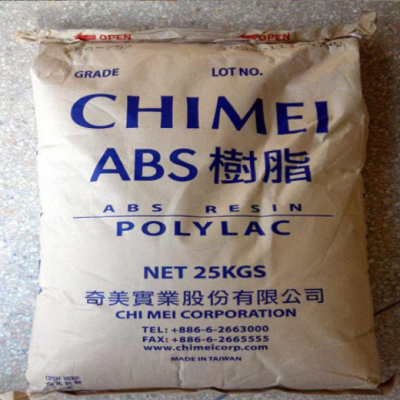 OPEN
OPEN
GRADE LOT NO.
CHIMEI
ABS 樹脂
ABS RESIN
POLYLAC
NET 25KGS
奇美實業股份有限公司
CHI MEI CORPORATION
TEL: +886-6-2663000
FAX: +886-6-2665555
www.chimeicorp.com
MADE IN TAIWAN
OPEN HERE